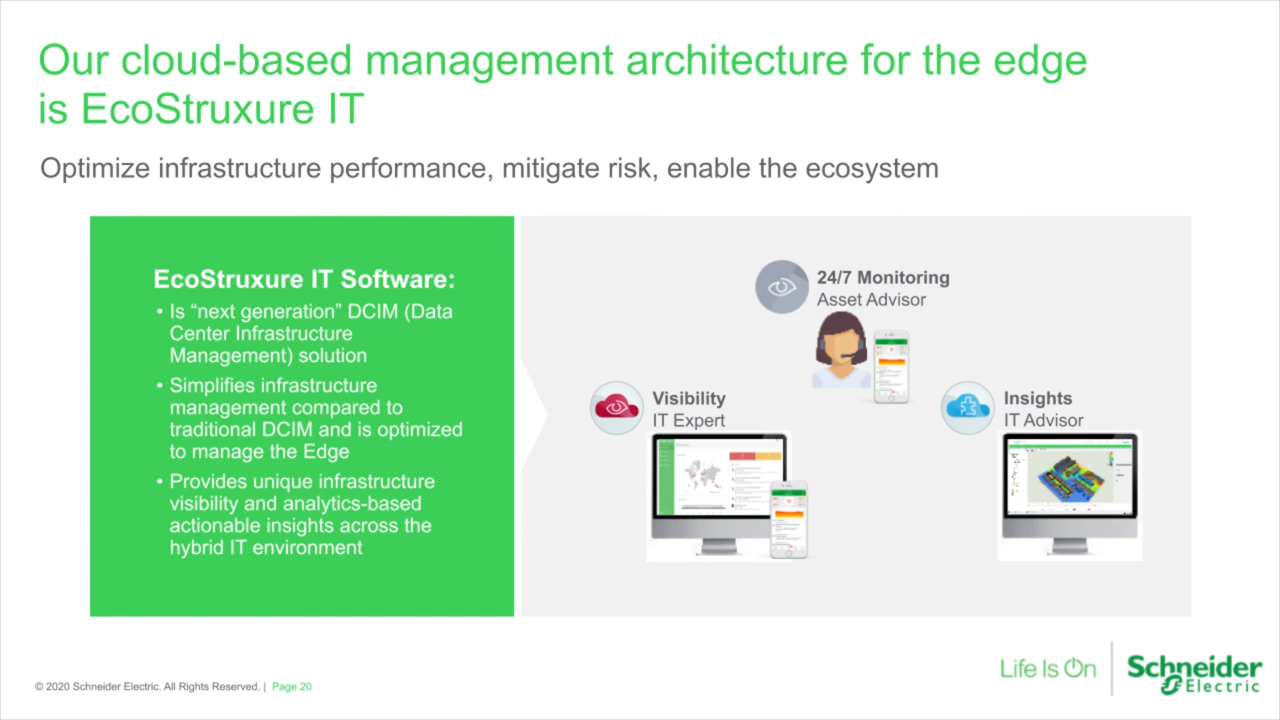 Our cloud-based management architecture for the edge
is EcoStruxure IT
Optimize infrastructure performance, mitigate risk, enable the ecosystem
EcoStruxure IT Software:
• Is “next generation” DCIM (Data
Center Infrastructure
Management) solution
• Simplifies infrastructure
management compared to
traditional DCIM and is optimized
to manage the Edge
• Provides unique infrastructure
visibility and analytics-based
actionable insights across the
hybrid IT environment
24/7 Monitoring
Asset Advisor
Visibility
IT Expert
Insights
IT Advisor
© 2020 Schneider Electric. All Rights Reserved. | Page 20
Life Is On
Schneider
Electric